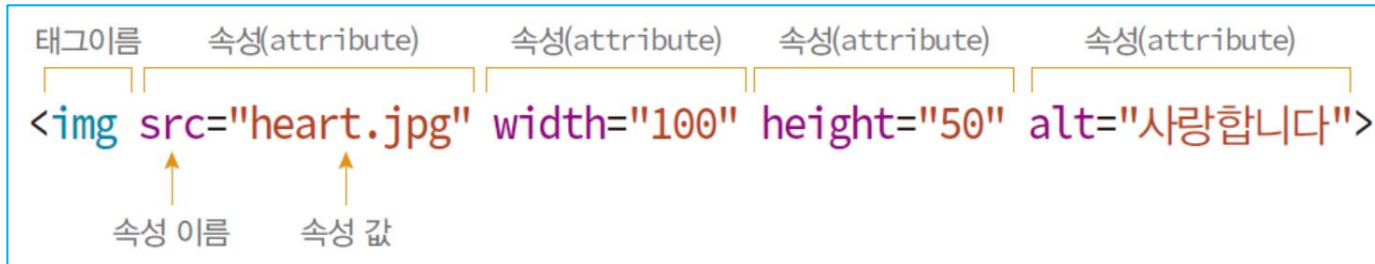 태그이름 속성(attribute) 속성(attribute) 속성(attribute) 속성(attribute)
<img src="heart.jpg" width="100" height="50" alt="사랑합니다">
속성 이름 속성 값